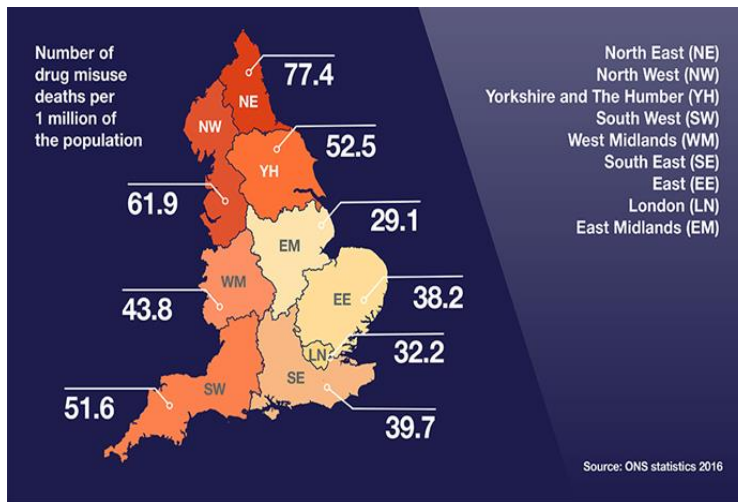 Number of
drug misuse
deaths per
1 million of
the population
77.4
NE
NW
52.5
YH
61.9
29.1
EM
WM
43.8
EE
38.2
32.2
LN
SE
SW
51.6
39.7
North East (NE)
North West (NW)
Yorkshire and The Humber (YH)
South West (SW)
West Midlands (WM)
South East (SE)
East (EE)
London (LN)
East Midlands (EM)
Source: ONS statistics 2016